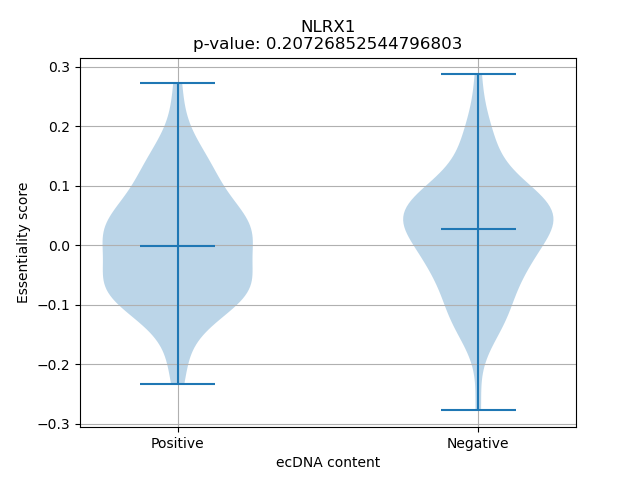 NLRX1
p-value: 0.20726852544796803
0.3
0.2
0.1
0.0
−0.1
−0.2
−0.3
Essentiality score
Positive
Negative
ecDNA content